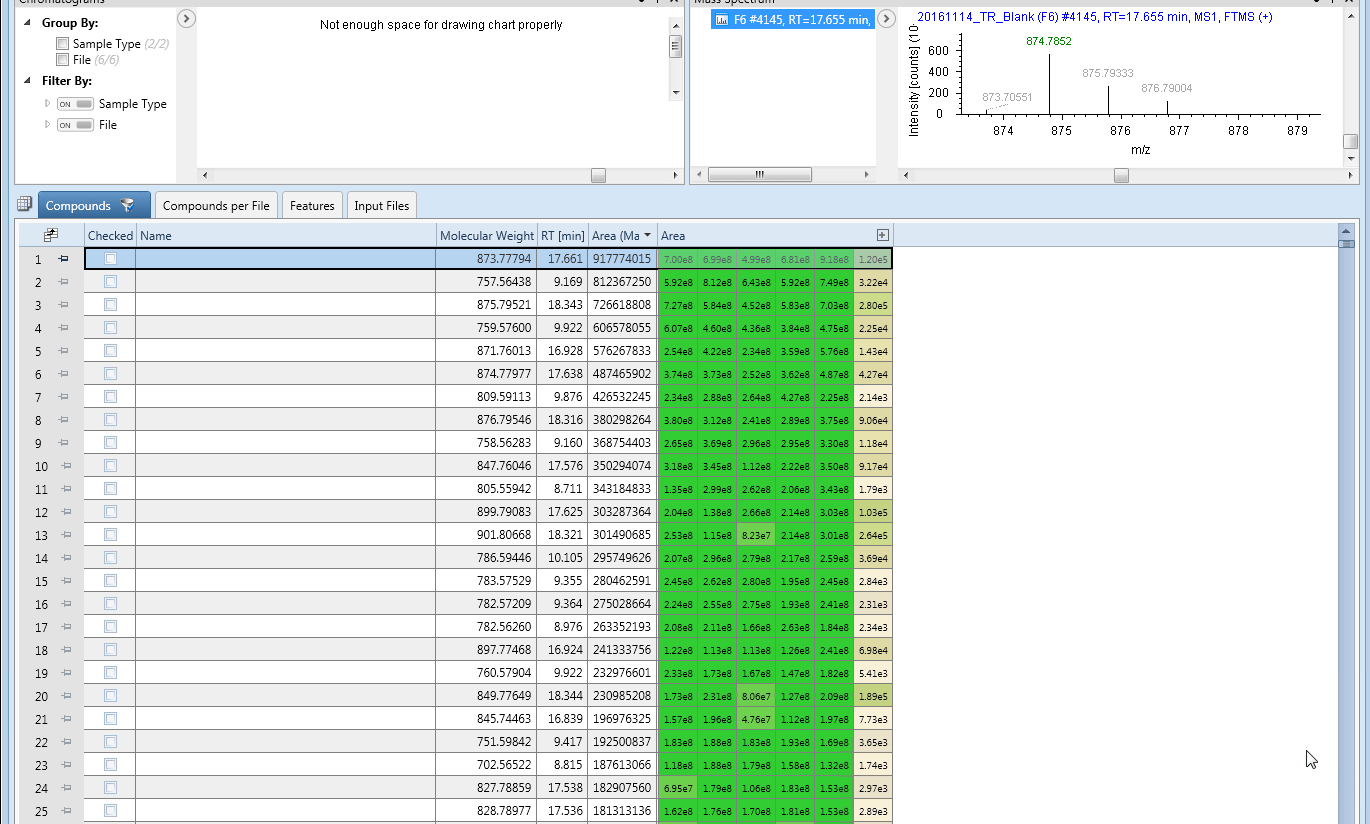 Chromatograms
Group By:
Sample Type (2/2)
File (6/6)
Filter By:
ON Sample Type
ON File
Not enough space for drawing chart properly
Mass Spectrum
F6 #4145, RT=17.655 min,
20161114_TR_Blank (F6) #4145, RT=17.655 min, MS1, FTMS (+)
Intensity [counts] (10
600
400
200
0
873.70551
874.7852
875.79333
876.79004
874 875 876 877 878 879
m/z
Compounds Compounds per File Features Input Files
Checked Name Molecular Weight RT [min] Area (Ma Area
1 873.77794 17.661 917774015 7.00e8 6.99e8 4.99e8 6.81e8 9.18e8 1.20e5
2 757.56438 9.169 812367250 5.92e8 8.12e8 6.43e8 5.92e8 7.49e8 3.22e4
3 875.79521 18.343 726618808 7.27e8 5.84e8 4.52e8 5.83e8 7.03e8 2.80e5
4 759.57600 9.922 606578055 6.07e8 4.60e8 4.36e8 3.84e8 4.75e8 2.25e4
5 871.76013 16.928 576267833 2.54e8 4.22e8 2.34e8 3.59e8 5.76e8 1.43e4
6 874.77977 17.638 487465902 3.74e8 3.73e8 2.52e8 3.62e8 4.87e8 4.27e4
7 809.59113 9.876 426532245 2.34e8 2.88e8 2.64e8 4.27e8 2.25e8 2.14e3
8 876.79546 18.316 380298264 3.80e8 3.12e8 2.41e8 2.89e8 3.75e8 9.06e4
9 758.56283 9.160 368754403 2.65e8 3.69e8 2.96e8 2.95e8 3.30e8 1.18e4
10 847.76046 17.576 350294074 3.18e8 3.45e8 1.12e8 2.22e8 3.50e8 9.17e4
11 805.55942 8.711 343184833 1.35e8 2.99e8 2.62e8 2.06e8 3.43e8 1.79e3
12 899.79083 17.625 303287364 2.04e8 1.38e8 2.66e8 2.14e8 3.03e8 1.03e5
13 901.80668 18.321 301490685 2.53e8 1.15e8 8.23e7 2.14e8 3.01e8 2.64e5
14 786.59446 10.105 295749626 2.07e8 2.96e8 2.79e8 2.17e8 2.59e8 3.69e4
15 783.57529 9.355 280462591 2.45e8 2.62e8 2.80e8 1.95e8 2.45e8 2.84e3
16 782.57209 9.364 275028664 2.24e8 2.55e8 2.75e8 1.93e8 2.41e8 2.31e3
17 782.56260 8.976 263352193 2.08e8 2.11e8 1.66e8 2.63e8 1.84e8 2.34e3
18 897.77468 16.924 241333756 1.22e8 1.13e8 1.13e8 1.26e8 2.41e8 6.98e4
19 760.57904 9.922 232976601 2.33e8 1.73e8 1.67e8 1.47e8 1.82e8 5.41e3
20 849.77649 18.344 230985208 1.73e8 2.31e8 8.06e7 1.27e8 2.09e8 1.89e5
21 845.74463 16.839 196976325 1.57e8 1.96e8 4.76e7 1.12e8 1.97e8 7.73e3
22 751.59842 9.417 192500837 1.83e8 1.88e8 1.83e8 1.93e8 1.69e8 3.65e3
23 702.56522 8.815 187613066 1.18e8 1.88e8 1.79e8 1.58e8 1.32e8 1.74e3
24 827.78859 17.538 182907560 6.95e7 1.79e8 1.06e8 1.83e8 1.53e8 2.97e3
25 828.78977 17.536 181313136 1.62e8 1.76e8 1.70e8 1.81e8 1.53e8 2.89e3